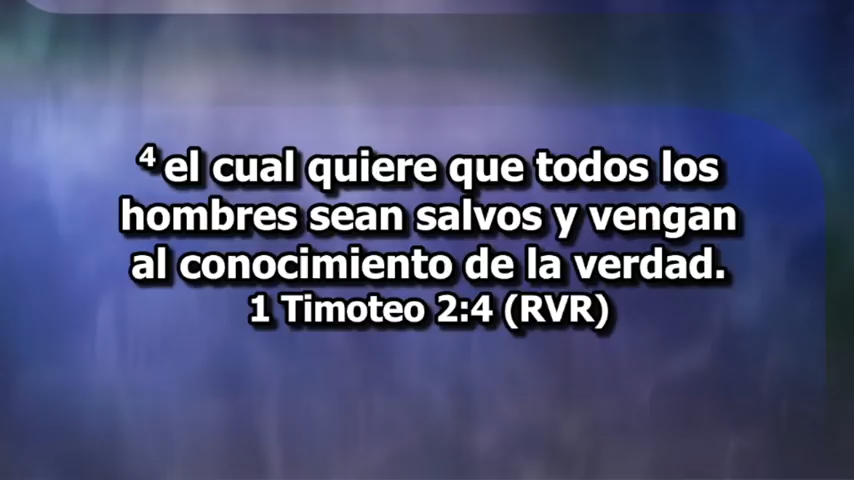 ⁴ el cual quiere que todos los
hombres sean salvos y vengan
al conocimiento de la verdad.
1 Timoteo 2:4 (RVR)